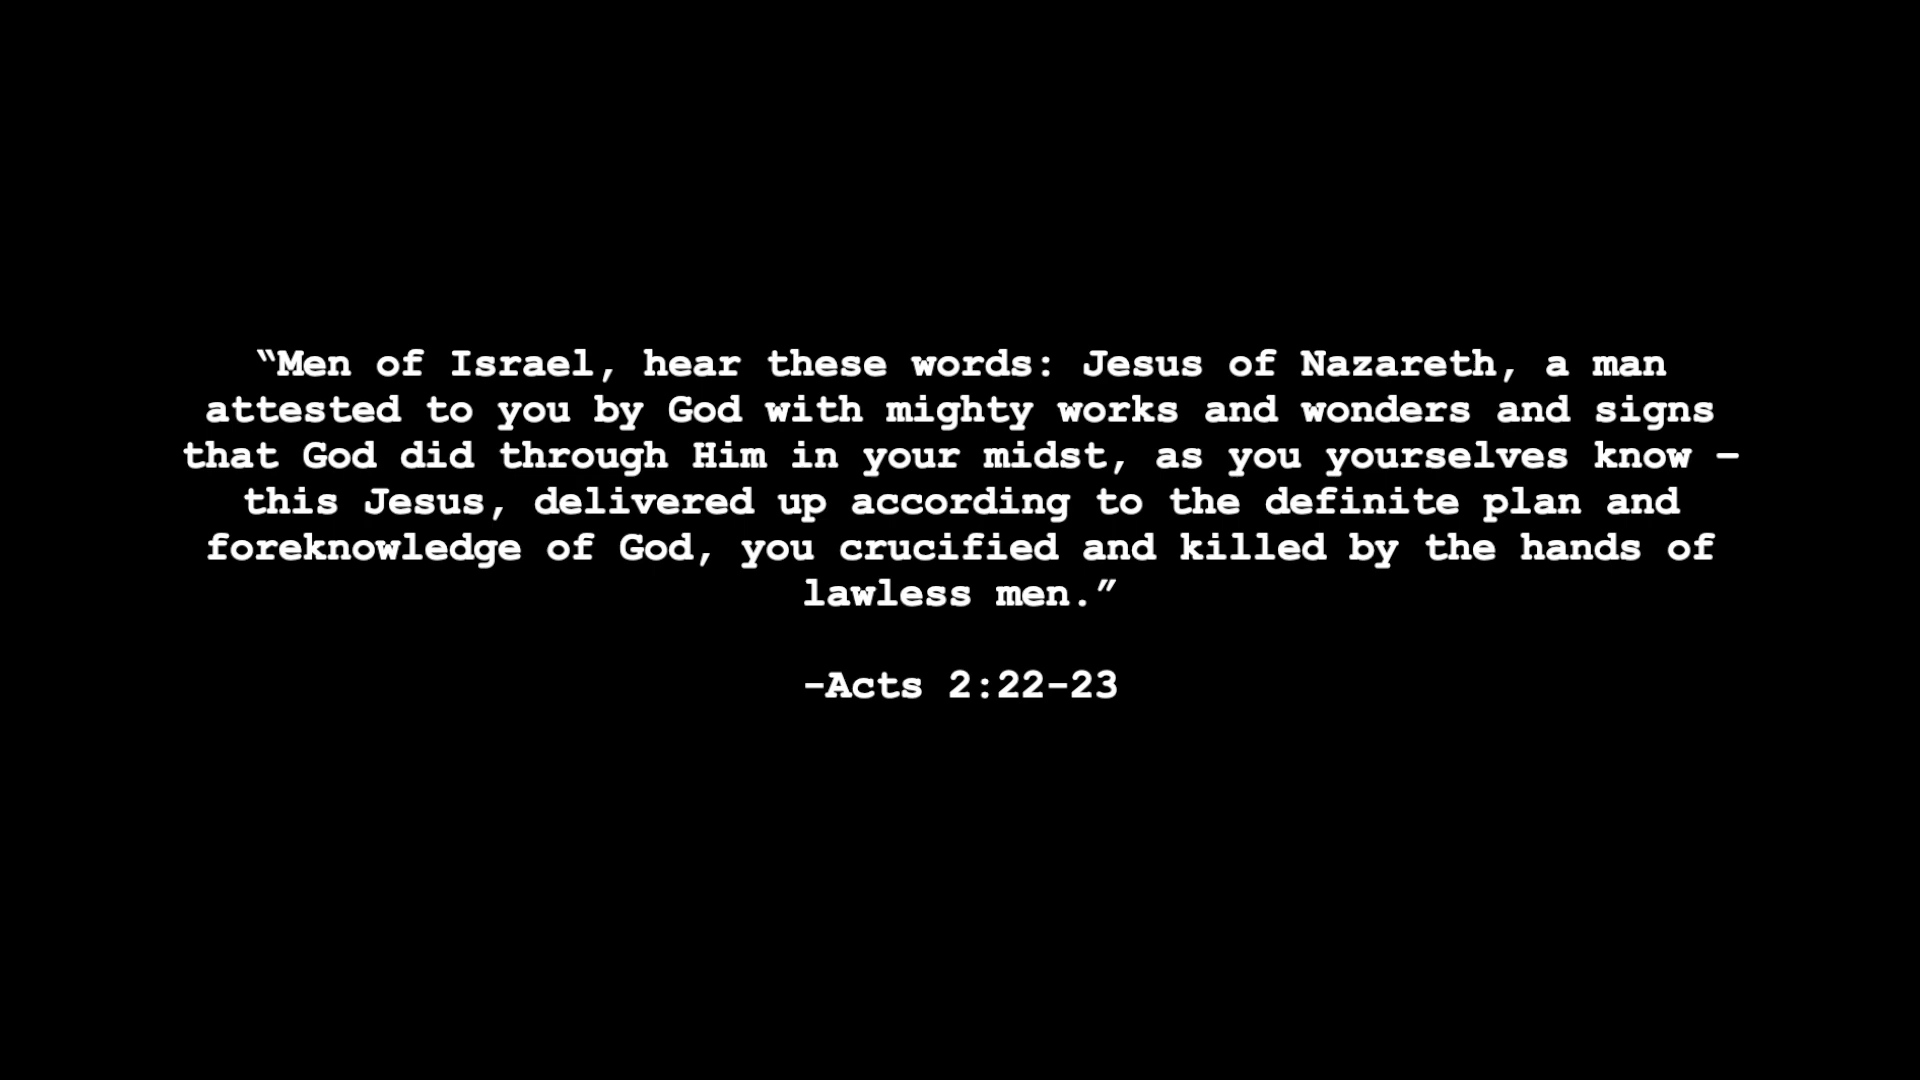 “Men of Israel, hear these words: Jesus of Nazareth, a man
attested to you by God with mighty works and wonders and signs
that God did through Him in your midst, as you yourselves know –
this Jesus, delivered up according to the definite plan and
foreknowledge of God, you crucified and killed by the hands of
lawless men.”
-Acts 2:22-23